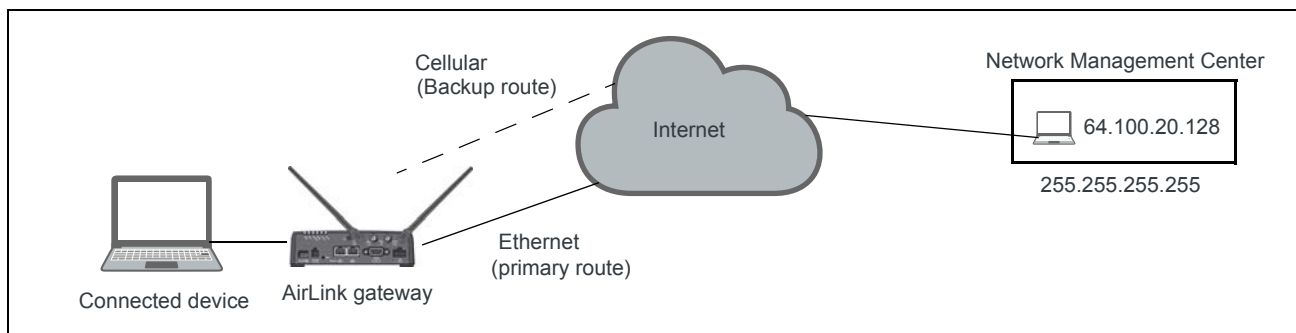 Cellular
(Backup route)
Internet
Network Management Center
64.100.20.128
255.255.255.255
Ethernet
(primary route)
Connected device
AirLink gateway